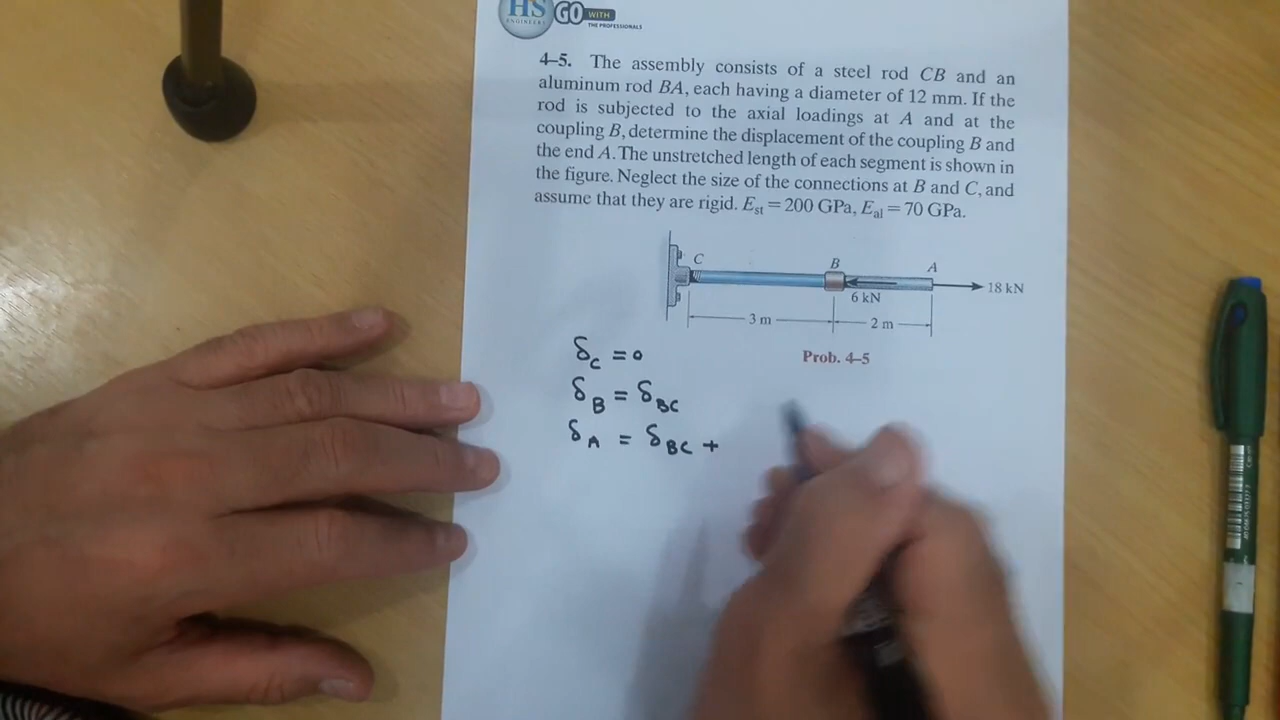 HS
ENGINEERS
GO WITH
THE PROFESSIONALS
4–5. The assembly consists of a steel rod CB and an
aluminum rod BA, each having a diameter of 12 mm. If the
rod is subjected to the axial loadings at A and at the
coupling B, determine the displacement of the coupling B and
the end A. The unstretched length of each segment is shown in
the figure. Neglect the size of the connections at B and C, and
assume that they are rigid. Est = 200 GPa, Eal = 70 GPa.
C B A
18 kN
6 kN
3 m 2 m
Prob. 4–5
δC = 0
δB = δBC
δA = δBC +